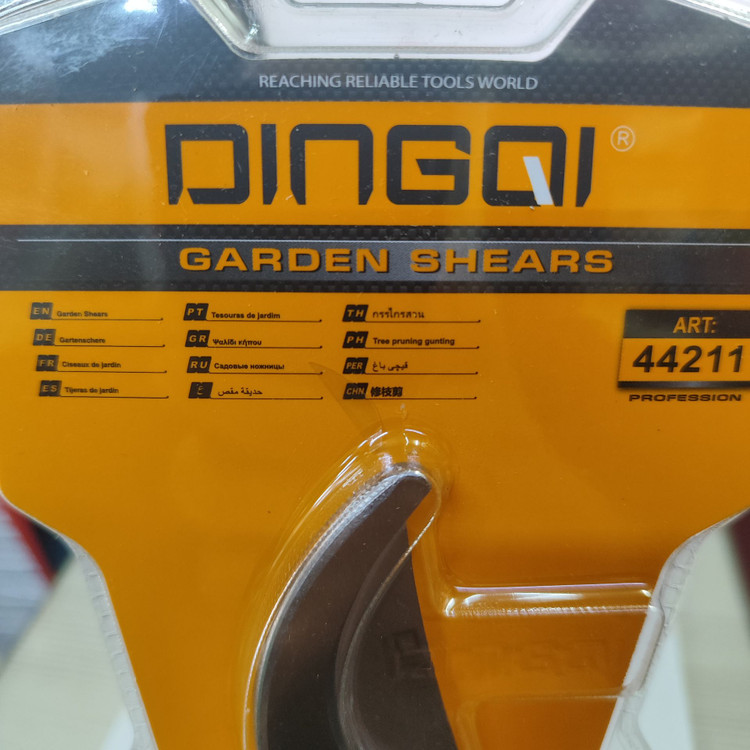 REACHING RELIABLE TOOLS WORLD
DINGQI®
GARDEN SHEARS
EN Garden Shears
DE Gartenschere
FR Ciseaux de jardin
ES Tijeras de jardin
PT Tesouras de jardim
GR Ψαλίδι κήπου
RU Садовые ножницы
ع حديقة مقص
TH กรรไกรสวน
PH Tree pruning gunting
PER قیچی باغ
CHN 修枝剪
ART:
44211
PROFESSION